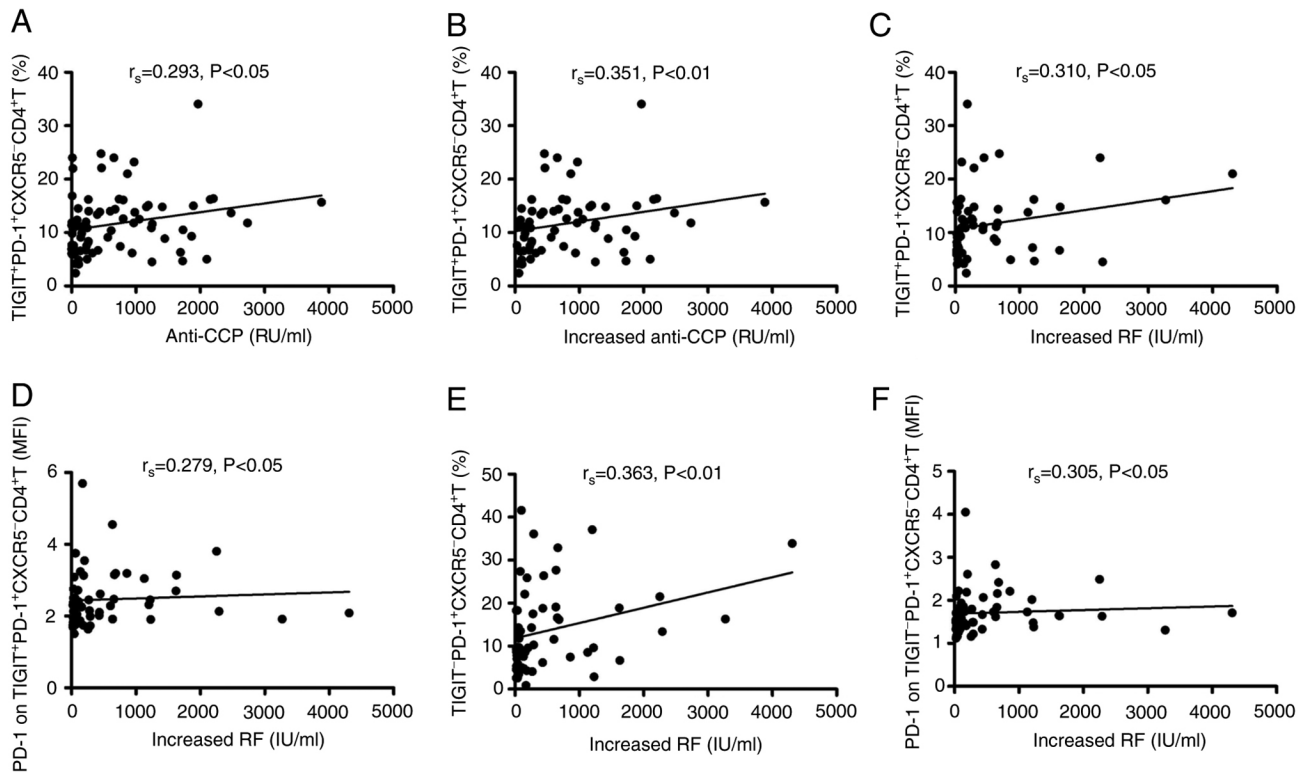 A
TIGIT⁺PD-1⁺CXCR5⁻CD4⁺T (%)
rₛ=0.293, P<0.05
40
30
20
10
0
0 1000 2000 3000 4000 5000
Anti-CCP (RU/ml)
B
TIGIT⁺PD-1⁺CXCR5⁻CD4⁺T (%)
rₛ=0.351, P<0.01
40
30
20
10
0
0 1000 2000 3000 4000 5000
Increased anti-CCP (RU/ml)
C
TIGIT⁺PD-1⁺CXCR5⁻CD4⁺T (%)
rₛ=0.310, P<0.05
40
30
20
10
0
0 1000 2000 3000 4000 5000
Increased RF (IU/ml)
D
PD-1 on TIGIT⁺PD-1⁺CXCR5⁻CD4⁺T (MFI)
rₛ=0.279, P<0.05
6
4
2
0
0 1000 2000 3000 4000 5000
Increased RF (IU/ml)
E
TIGIT⁻PD-1⁺CXCR5⁻CD4⁺T (%)
rₛ=0.363, P<0.01
50
40
30
20
10
0
0 1000 2000 3000 4000 5000
Increased RF (IU/ml)
F
PD-1 on TIGIT⁻PD-1⁺CXCR5⁻CD4⁺T (MFI)
rₛ=0.305, P<0.05
5
4
3
2
1
0
0 1000 2000 3000 4000 5000
Increased RF (IU/ml)